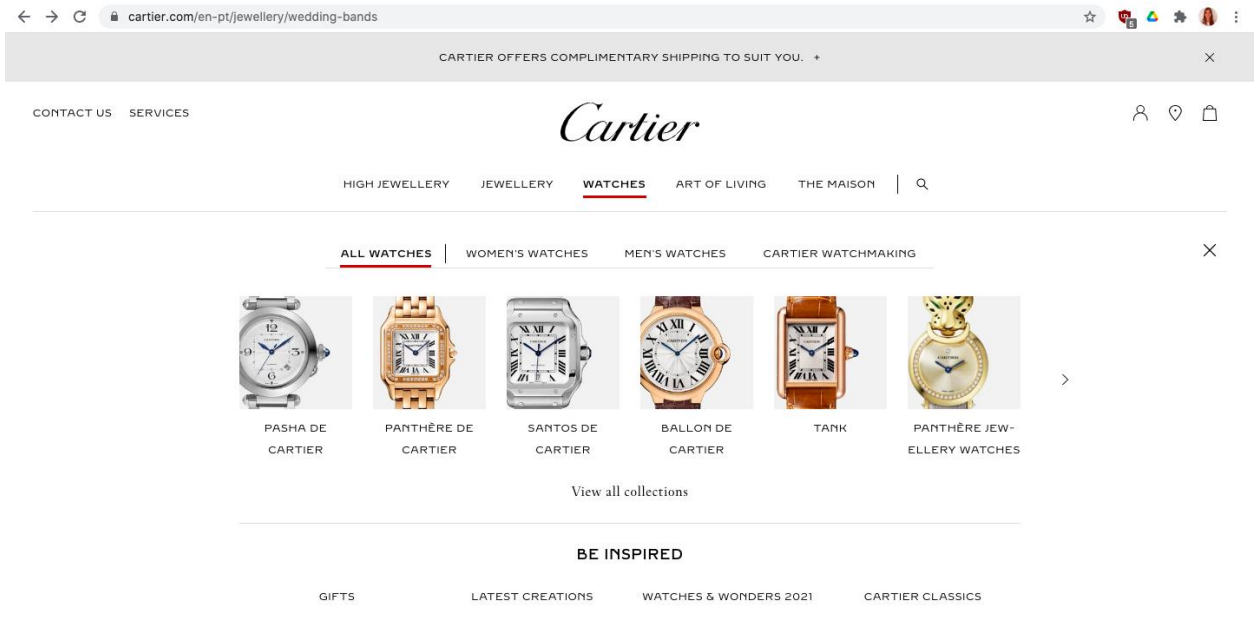 cartier.com/en-pt/jewellery/wedding-bands
CARTIER OFFERS COMPLIMENTARY SHIPPING TO SUIT YOU. +
CONTACT US SERVICES
Cartier
HIGH JEWELLERY JEWELLERY WATCHES ART OF LIVING THE MAISON
ALL WATCHES WOMEN'S WATCHES MEN'S WATCHES CARTIER WATCHMAKING
PASHA DE PANTHÈRE DE SANTOS DE BALLON DE TANK PANTHÈRE JEW-
CARTIER CARTIER CARTIER CARTIER ELLERY WATCHES
View all collections
BE INSPIRED
GIFTS LATEST CREATIONS WATCHES & WONDERS 2021 CARTIER CLASSICS